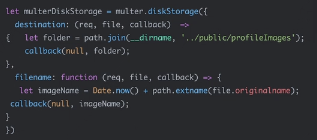 let multerDiskStorage = multer.diskStorage({
destination: (req, file, callback) =>
{ let folder = path.join(__dirname, '../public/profileImages');
callback(null, folder);
},
filename: function (req, file, callback) => {
let imageName = Date.now() + path.extname(file.originalname);
callback(null, imageName);
}
})